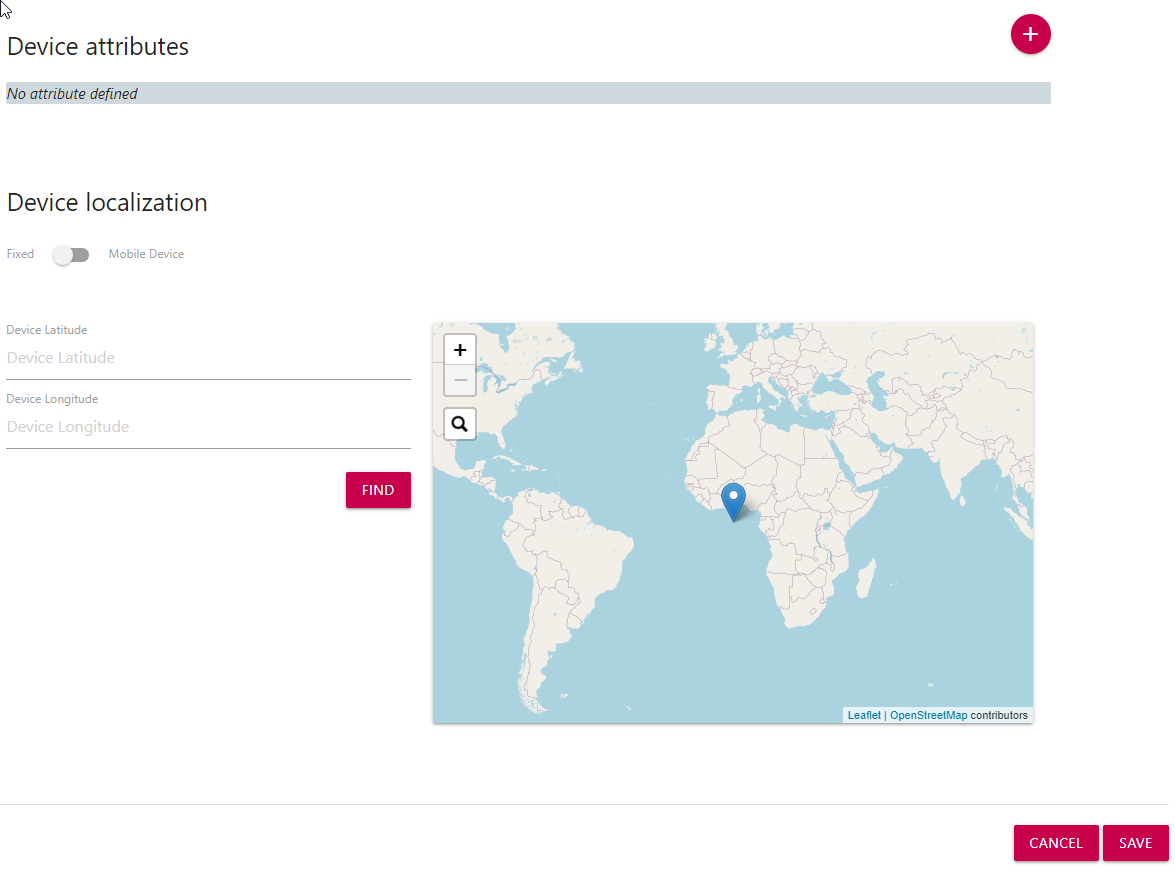 Device attributes
+
No attribute defined
Device localization
Fixed Mobile Device
Device Latitude
Device Latitude
Device Longitude
Device Longitude
FIND
+
−
Leaflet | OpenStreetMap contributors
CANCEL SAVE